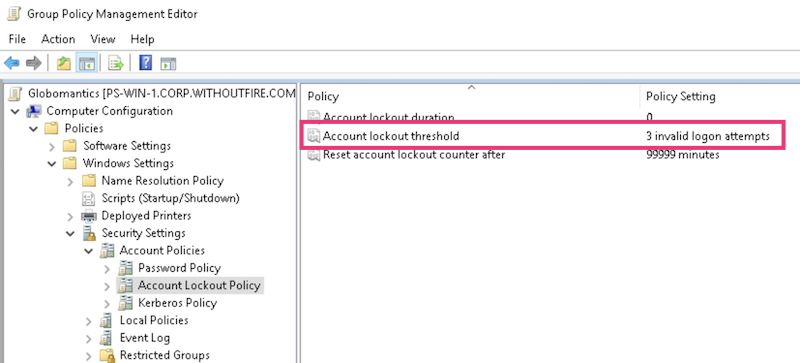 Group Policy Management Editor
File Action View Help
Globomantics [PS-WIN-1.CORP.WITHOUTFIRE.COM
Computer Configuration
Policies
Software Settings
Windows Settings
Name Resolution Policy
Scripts (Startup/Shutdown)
Deployed Printers
Security Settings
Account Policies
Password Policy
Account Lockout Policy
Kerberos Policy
Local Policies
Event Log
Restricted Groups
Policy Policy Setting
Account lockout duration 0
Account lockout threshold 3 invalid logon attempts
Reset account lockout counter after 99999 minutes